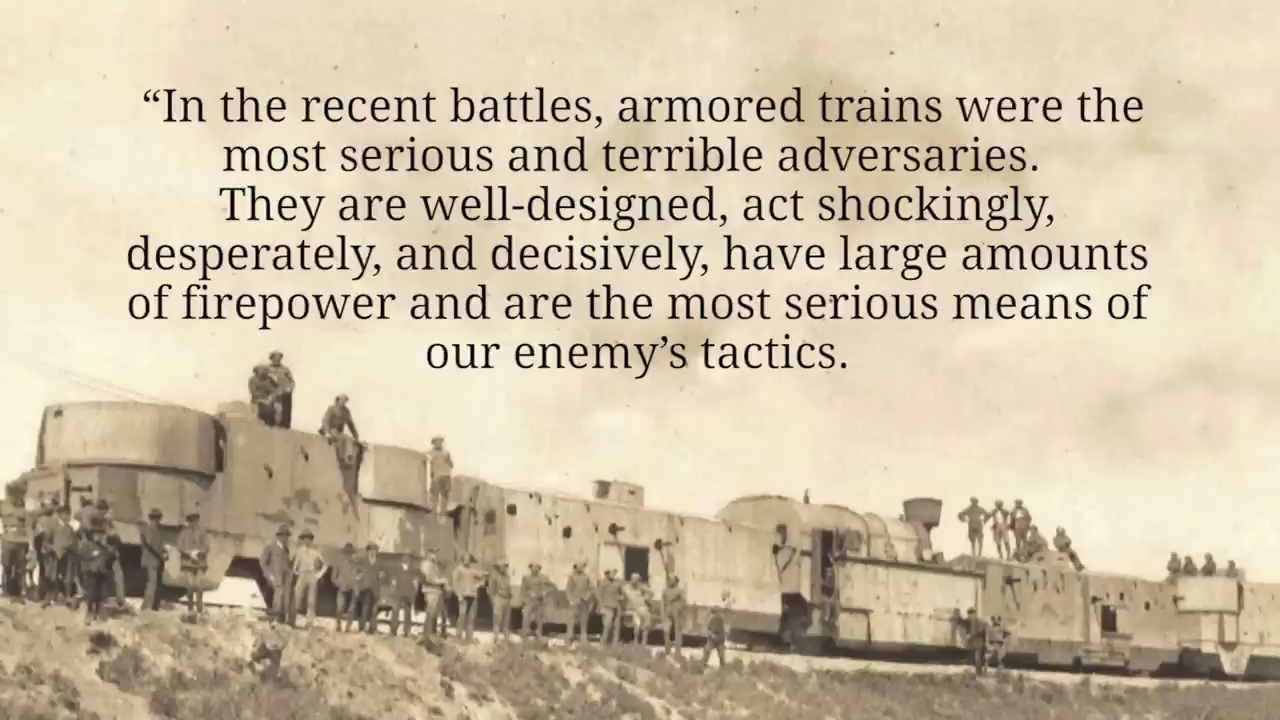 “In the recent battles, armored trains were the
most serious and terrible adversaries.
They are well-designed, act shockingly,
desperately, and decisively, have large amounts
of firepower and are the most serious means of
our enemy’s tactics.